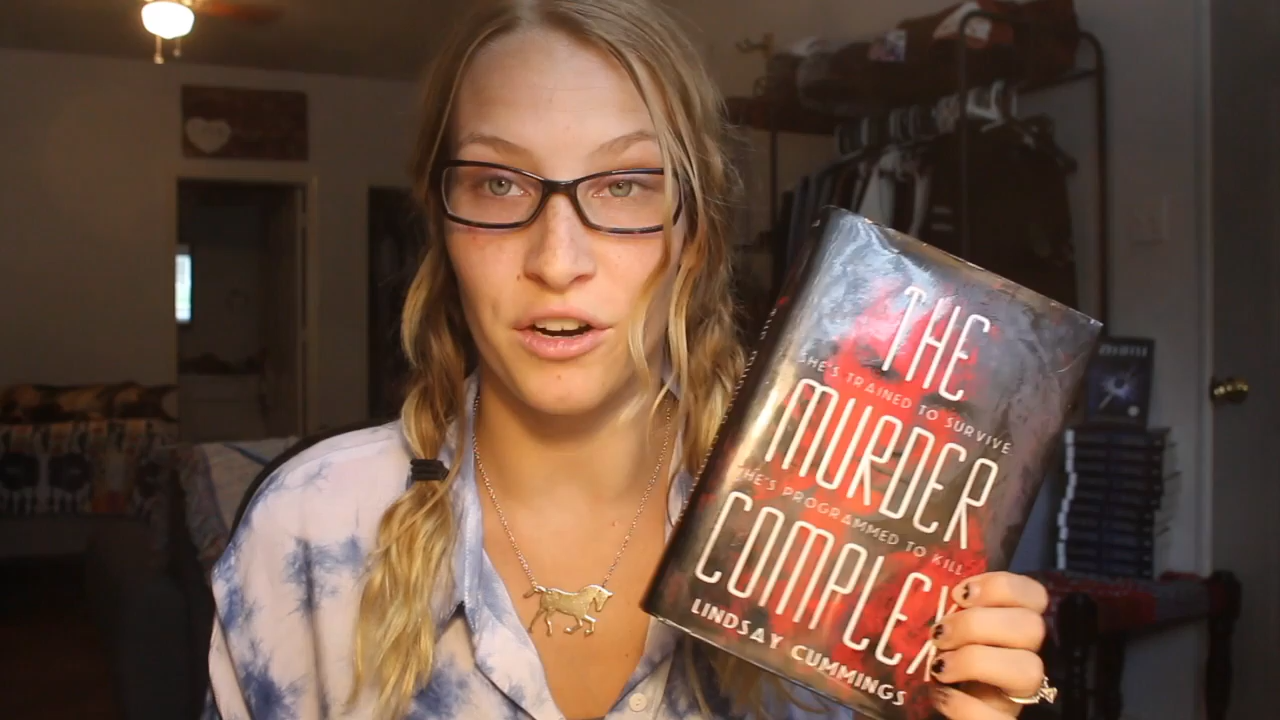 THE
SHE'S TRAINED TO SURVIVE
MURDER
HE'S PROGRAMMED TO KILL
COMPLEX
LINDSAY CUMMINGS